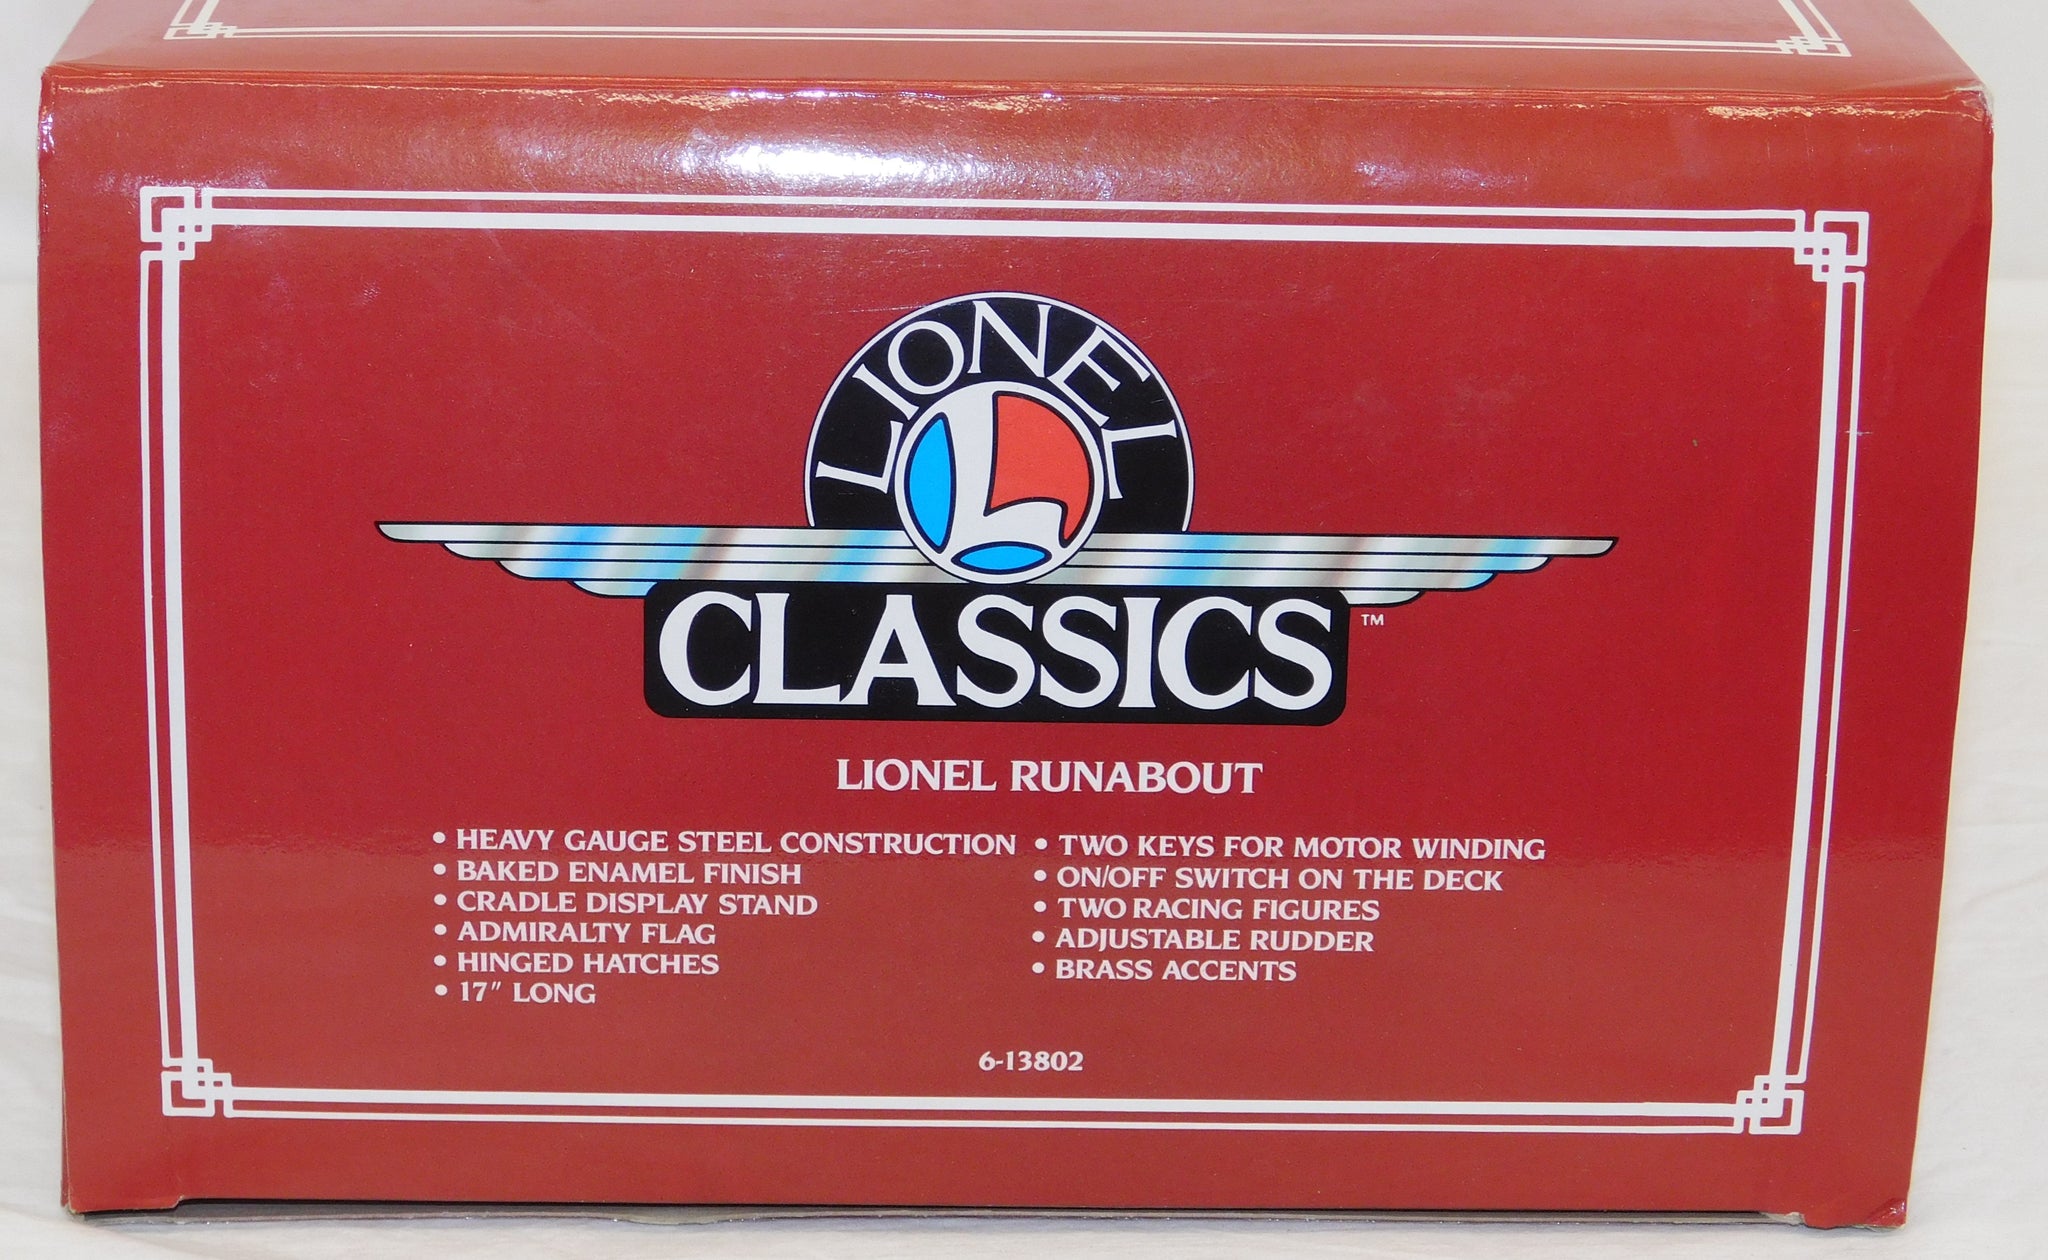 LIONEL
L
CLASSICS™
LIONEL RUNABOUT
• HEAVY GAUGE STEEL CONSTRUCTION
• BAKED ENAMEL FINISH
• CRADLE DISPLAY STAND
• ADMIRALTY FLAG
• HINGED HATCHES
• 17" LONG
• TWO KEYS FOR MOTOR WINDING
• ON/OFF SWITCH ON THE DECK
• TWO RACING FIGURES
• ADJUSTABLE RUDDER
• BRASS ACCENTS
6-13802